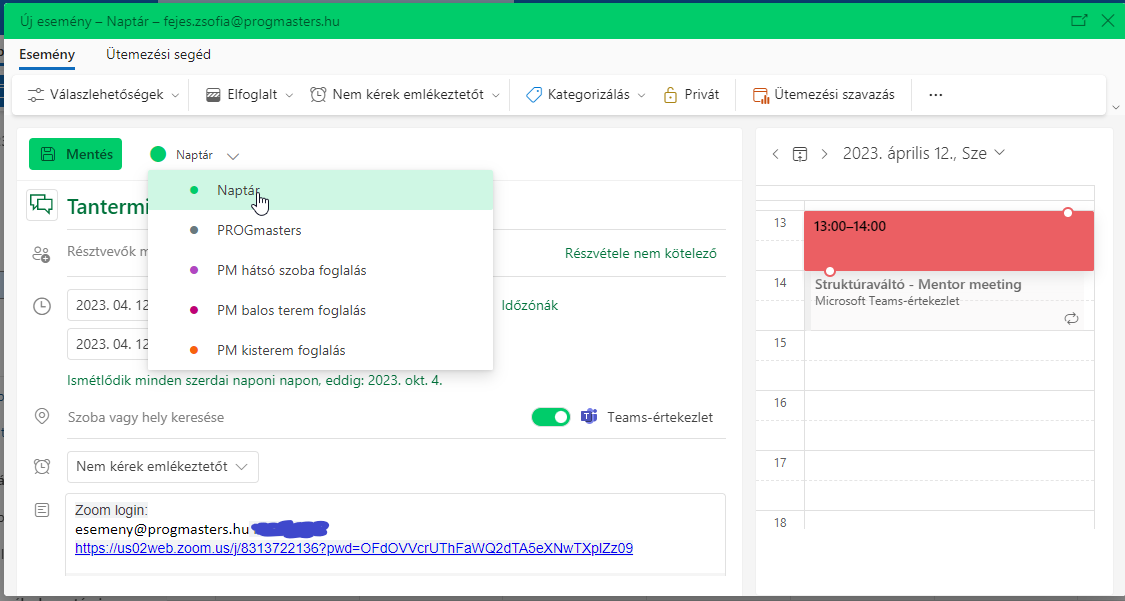 Új esemény – Naptár – fejes.zsofia@progmasters.hu
Esemény Ütemezési segéd
Válaszlehetőségek Elfoglalt Nem kérek emlékeztetőt Kategorizálás Privát Ütemezési szavazás ...
Mentés Naptár
Naptár
PROGmasters
PM hátsó szoba foglalás
PM balos terem foglalás
PM kisterem foglalás
Tantermi
Résztvevők m
Részvétele nem kötelező
2023. 04. 12
Időzónák
2023. 04. 12
Ismétlődik minden szerdai naponi napon, eddig: 2023. okt. 4.
Szoba vagy hely keresése
Teams-értekezlet
Nem kérek emlékeztetőt
Zoom login:
esemeny@progmasters.hu
https://us02web.zoom.us/j/8313722136?pwd=OFdOVVcrUThFaWQ2dTA5eXNwTXpIZz09
2023. április 12., Sze
13
13:00–14:00
14
Struktúraváltó - Mentor meeting
Microsoft Teams-értekezlet
15
16
17
18